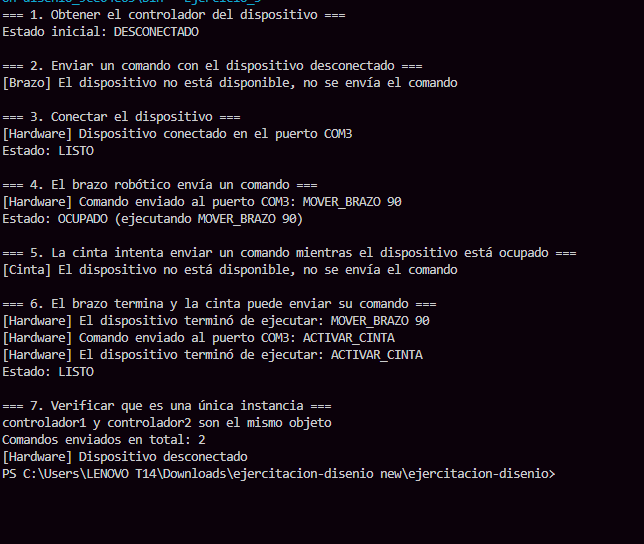 === 1. Obtener el controlador del dispositivo ===
Estado inicial: DESCONECTADO
=== 2. Enviar un comando con el dispositivo desconectado ===
[Brazo] El dispositivo no está disponible, no se envía el comando
=== 3. Conectar el dispositivo ===
[Hardware] Dispositivo conectado en el puerto COM3
Estado: LISTO
=== 4. El brazo robótico envía un comando ===
[Hardware] Comando enviado al puerto COM3: MOVER_BRAZO 90
Estado: OCUPADO (ejecutando MOVER_BRAZO 90)
=== 5. La cinta intenta enviar un comando mientras el dispositivo está ocupado ===
[Cinta] El dispositivo no está disponible, no se envía el comando
=== 6. El brazo termina y la cinta puede enviar su comando ===
[Hardware] El dispositivo terminó de ejecutar: MOVER_BRAZO 90
[Hardware] Comando enviado al puerto COM3: ACTIVAR_CINTA
[Hardware] El dispositivo terminó de ejecutar: ACTIVAR_CINTA
Estado: LISTO
=== 7. Verificar que es una única instancia ===
controlador1 y controlador2 son el mismo objeto
Comandos enviados en total: 2
[Hardware] Dispositivo desconectado
PS C:\Users\LENOVO T14\Downloads\ejercitacion-disenio new\ejercitacion-disenio>